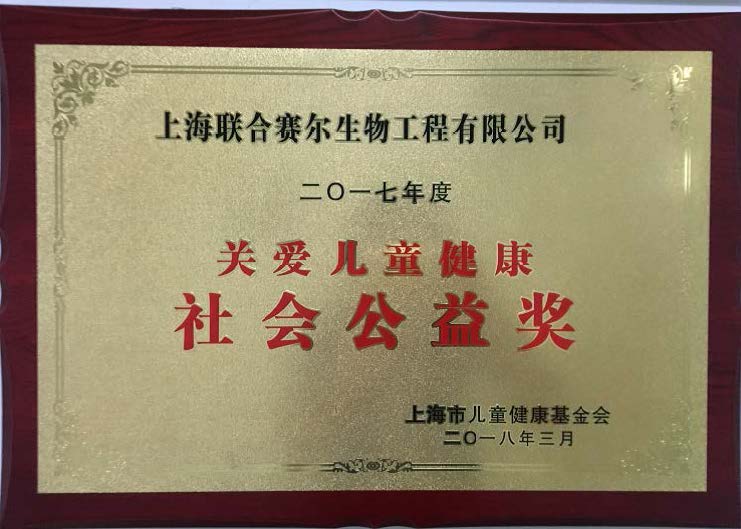 上海联合赛尔生物工程有限公司
二〇一七年度
关爱儿童健康
社会公益奖
上海市儿童健康基金会
二〇一八年三月